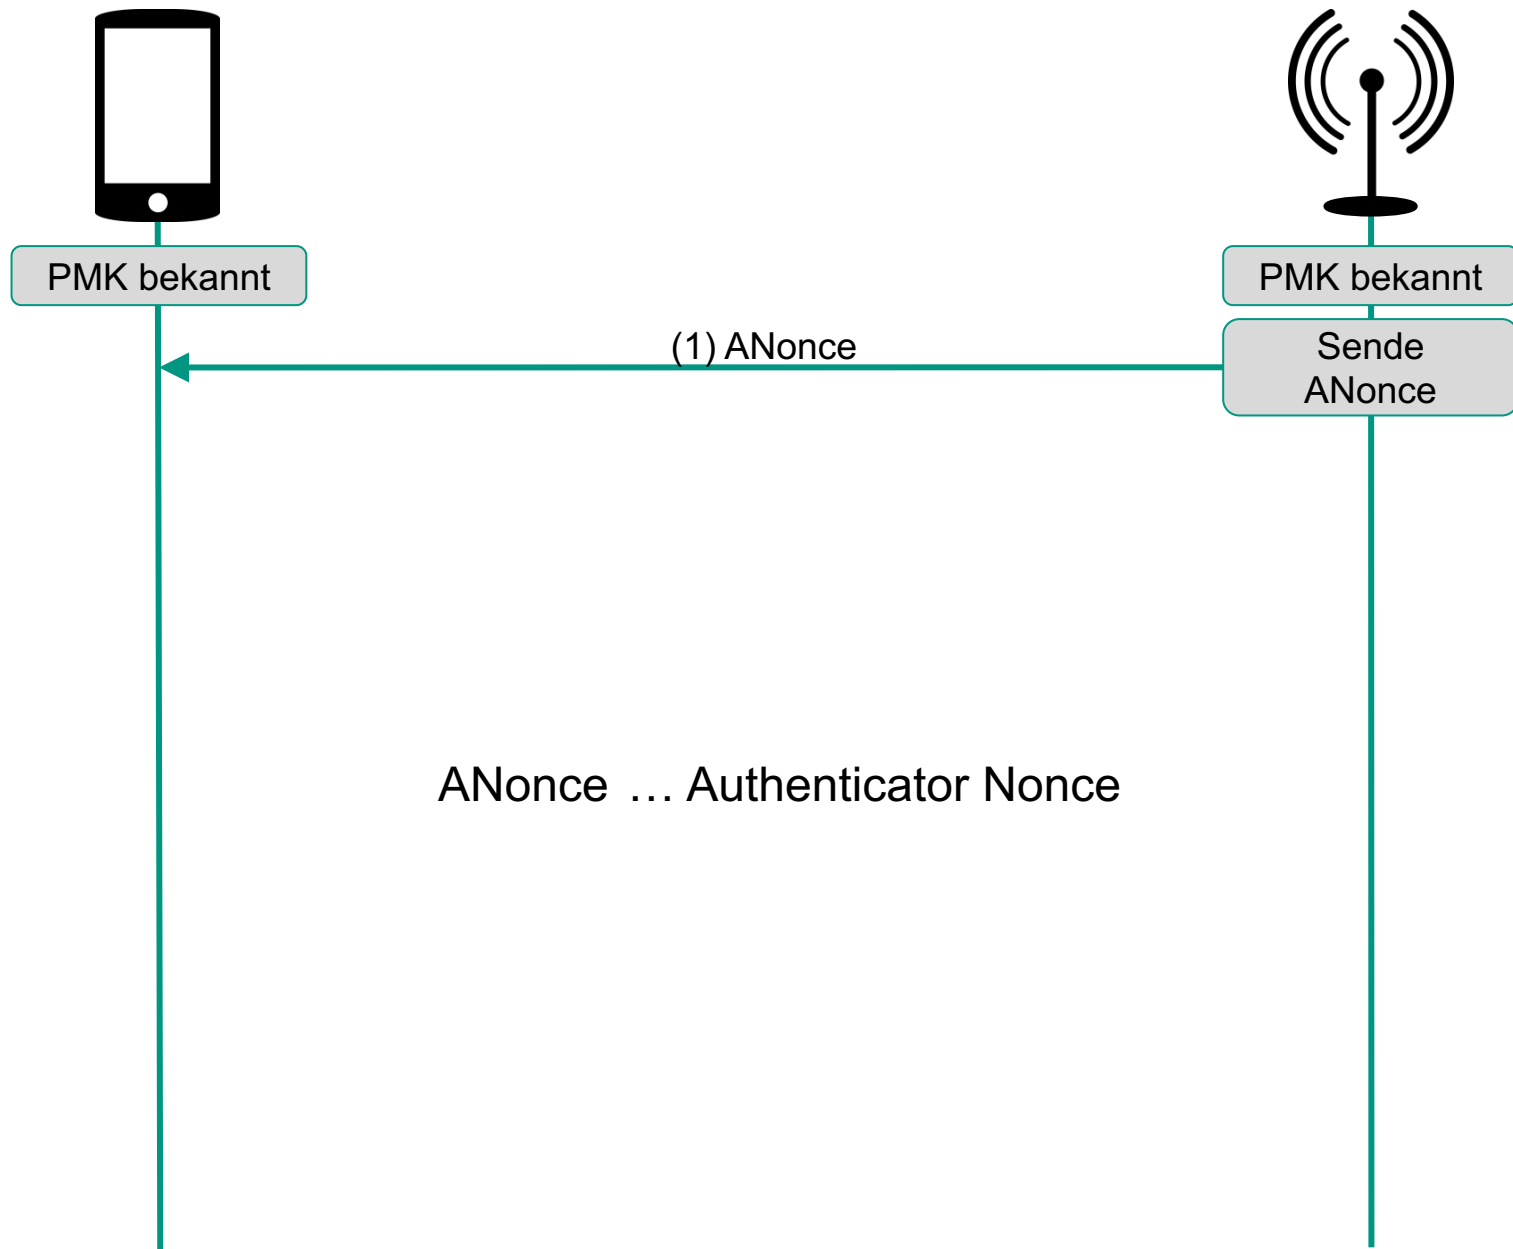 PMK bekannt
PMK bekannt
(1) ANonce
Sende
ANonce
ANonce … Authenticator Nonce